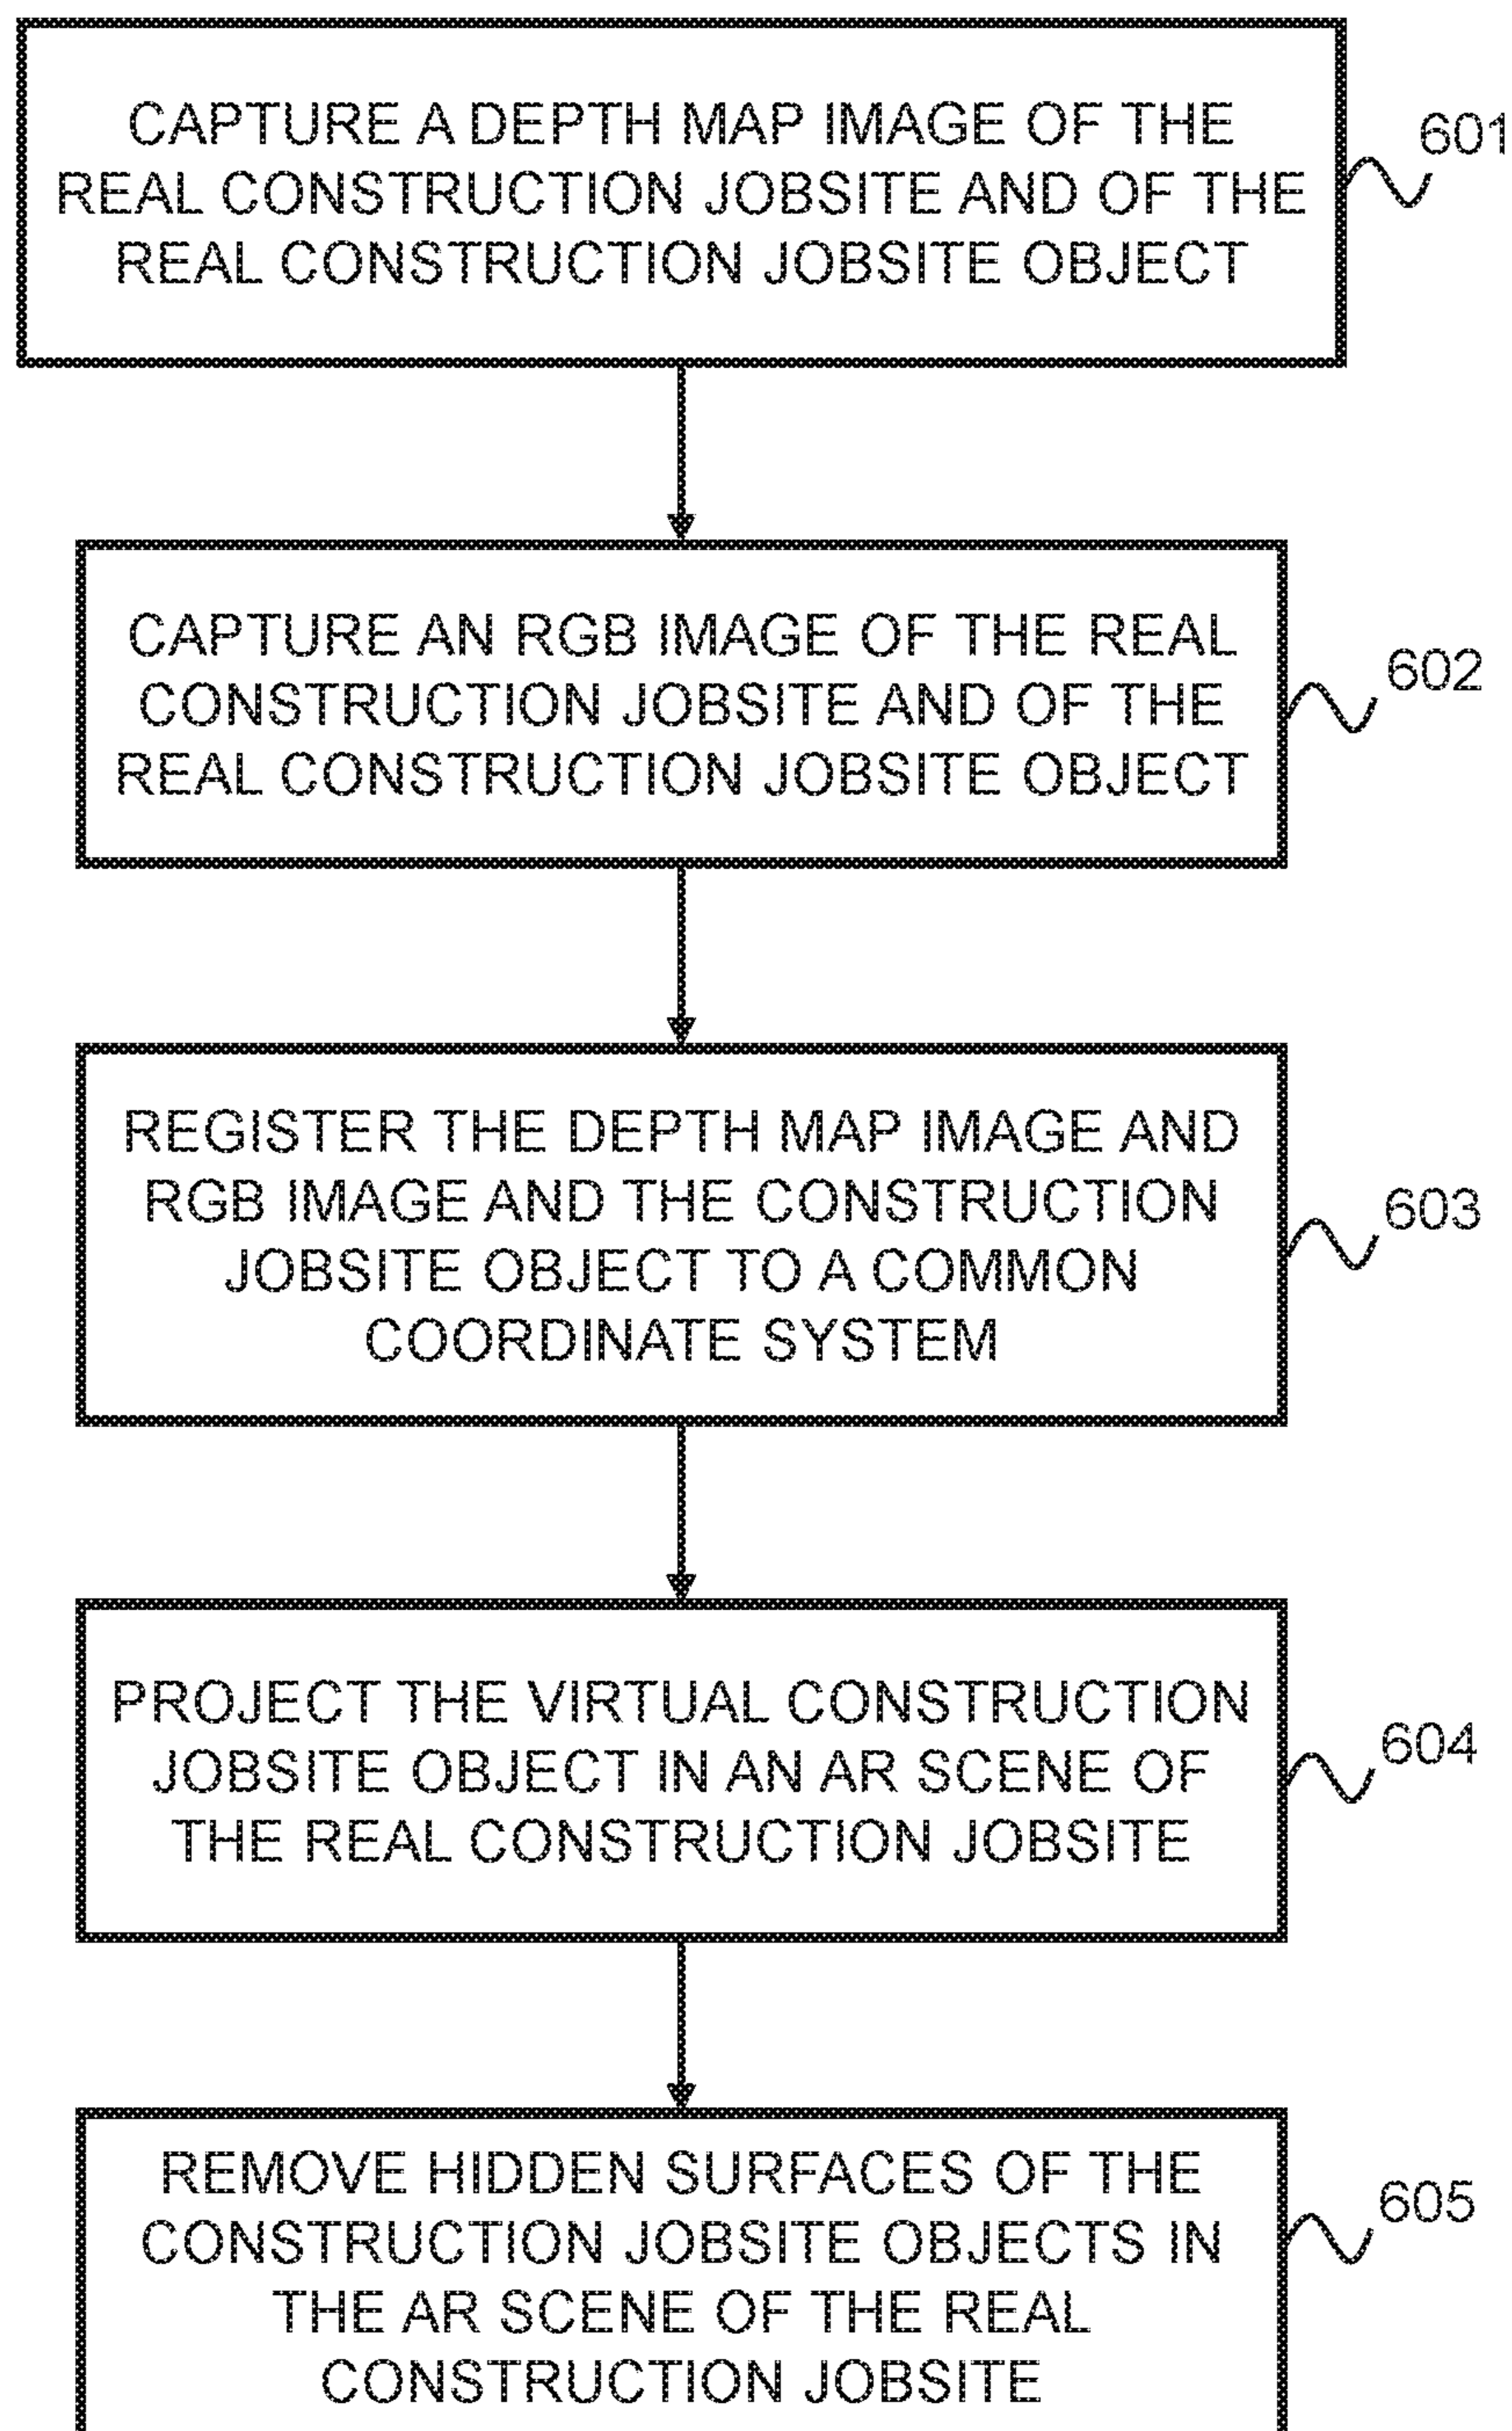 CAPTURE A DEPTH MAP IMAGE OF THE
REAL CONSTRUCTION JOBSITE AND OF THE
REAL CONSTRUCTION JOBSITE OBJECT
601
CAPTURE AN RGB IMAGE OF THE REAL
CONSTRUCTION JOBSITE AND OF THE
REAL CONSTRUCTION JOBSITE OBJECT
602
REGISTER THE DEPTH MAP IMAGE AND
RGB IMAGE AND THE CONSTRUCTION
JOBSITE OBJECT TO A COMMON
COORDINATE SYSTEM
603
PROJECT THE VIRTUAL CONSTRUCTION
JOBSITE OBJECT IN AN AR SCENE OF
THE REAL CONSTRUCTION JOBSITE
604
REMOVE HIDDEN SURFACES OF THE
CONSTRUCTION JOBSITE OBJECTS IN
THE AR SCENE OF THE REAL
CONSTRUCTION JOBSITE
605